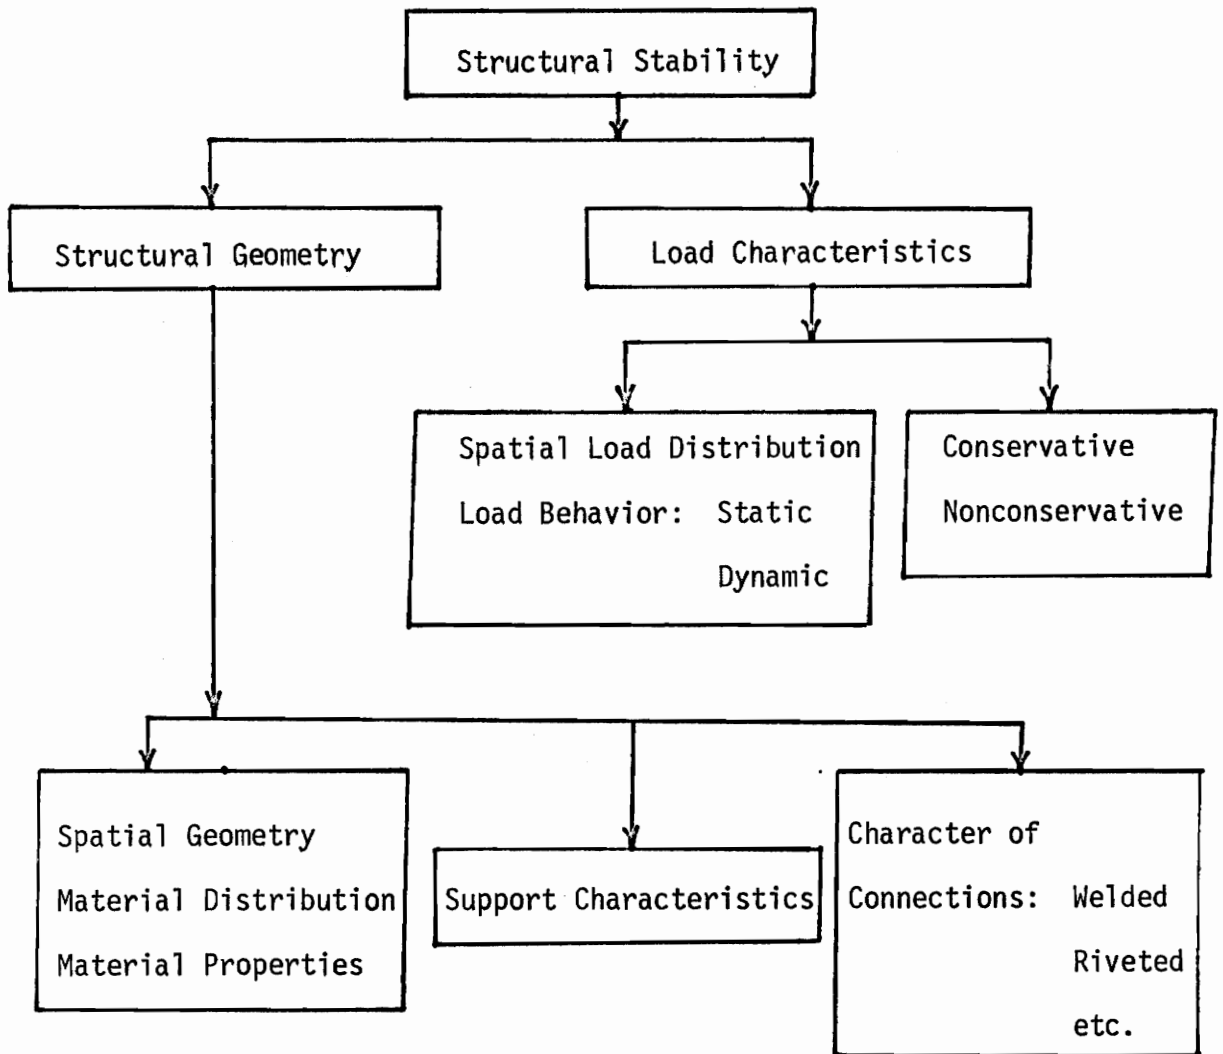 Structural Stability
Structural Geometry
Load Characteristics
Spatial Load Distribution
Load Behavior: Static
Dynamic
Conservative
Nonconservative
Spatial Geometry
Material Distribution
Material Properties
Support Characteristics
Character of
Connections: Welded
Riveted
etc.